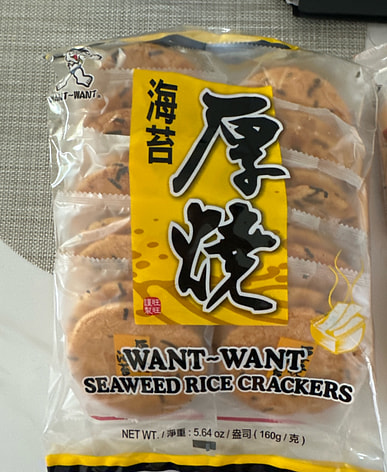 WANT-WANT®
海苔
厚燒
旺旺
謹製
WANT~WANT
SEAWEED RICE CRACKERS
NET WT. /淨重 : 5.64 oz / 盎司 ( 160g / 克 )